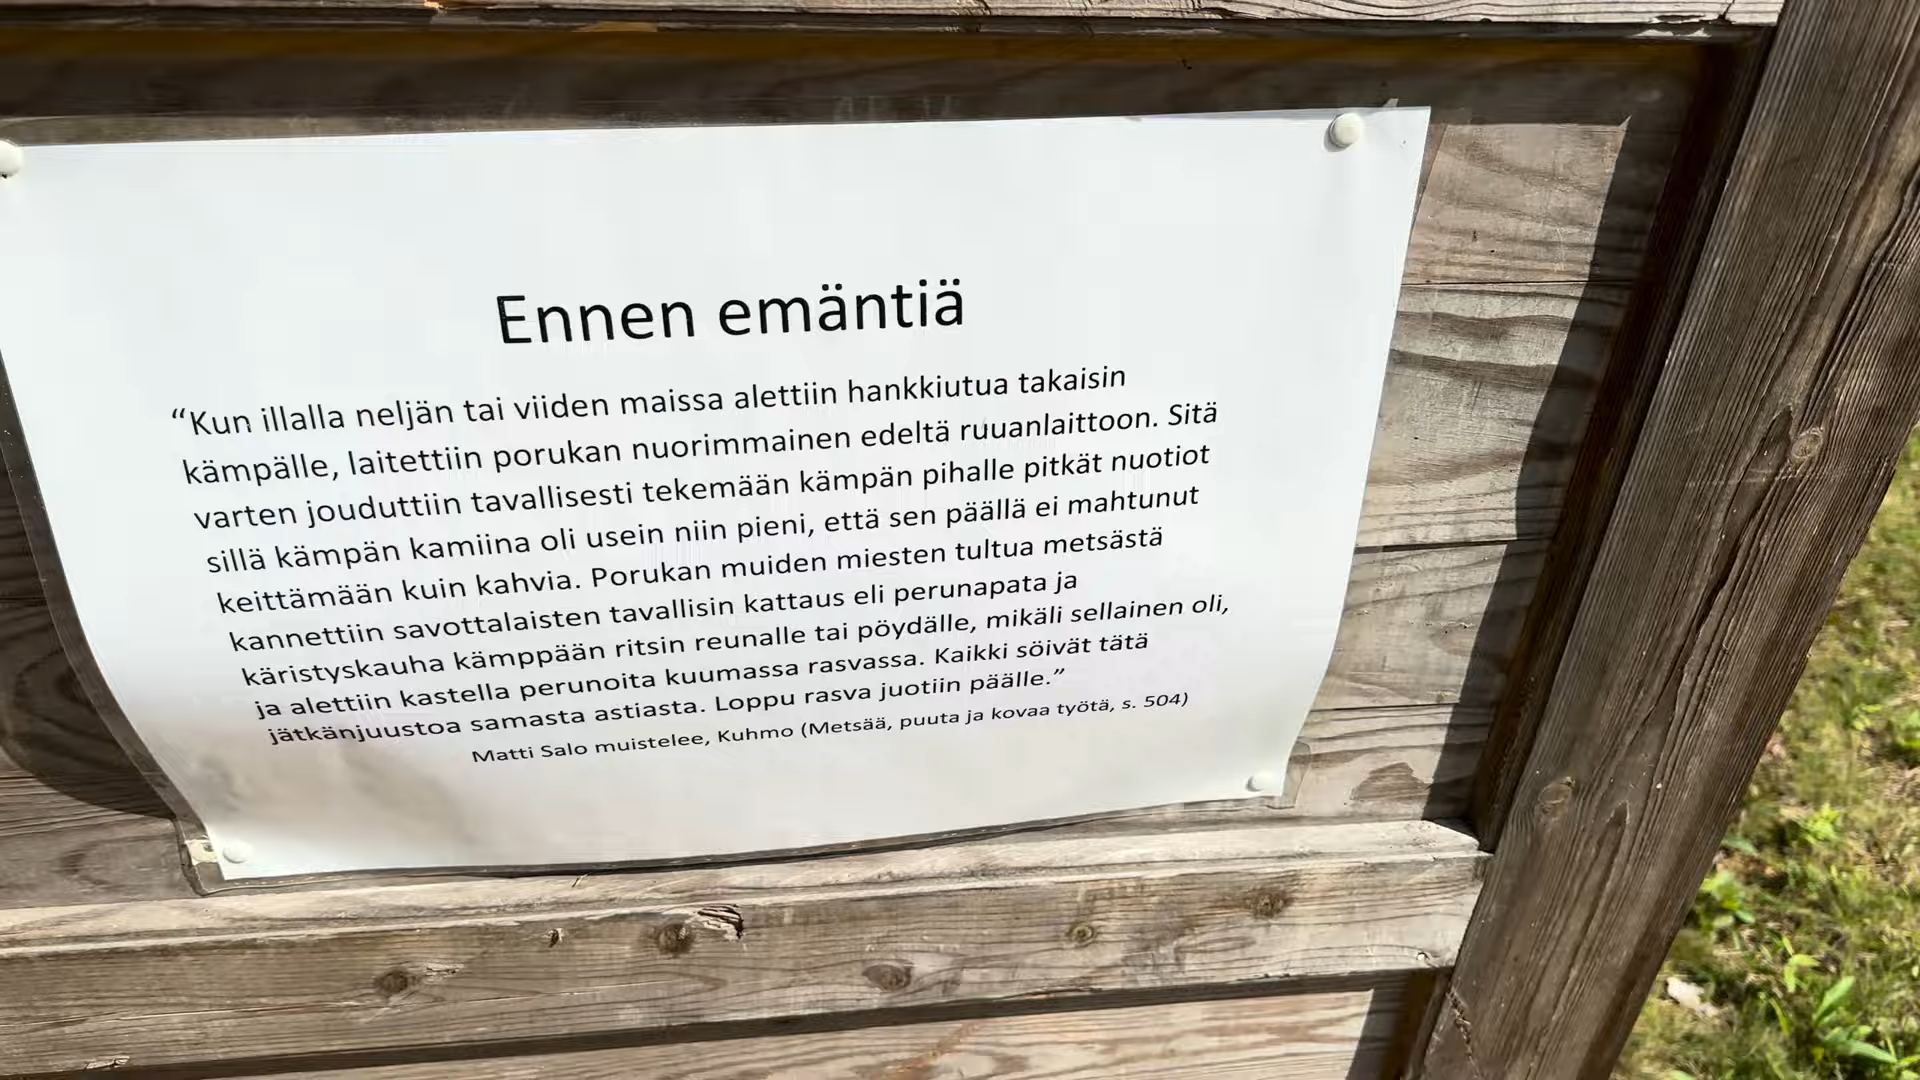 Ennen emäntiä
“Kun illalla neljän tai viiden maissa alettiin hankkiutua takaisin
kämpälle, laitettiin porukan nuorimmainen edeltä ruuanlaittoon. Sitä
varten jouduttiin tavallisesti tekemään kämpän pihalle pitkät nuotiot
sillä kämpän kamiina oli usein niin pieni, että sen päällä ei mahtunut
keittämään kuin kahvia. Porukan muiden miesten tultua metsästä
kannettiin savottalaisten tavallisin kattaus eli perunapata ja
käristyskauha kämppään ritsin reunalle tai pöydälle, mikäli sellainen oli,
ja alettiin kastella perunoita kuumassa rasvassa. Kaikki söivät tätä
jätkänjuustoa samasta astiasta. Loppu rasva juotiin päälle.”
Matti Salo muistelee, Kuhmo (Metsää, puuta ja kovaa työtä, s. 504)